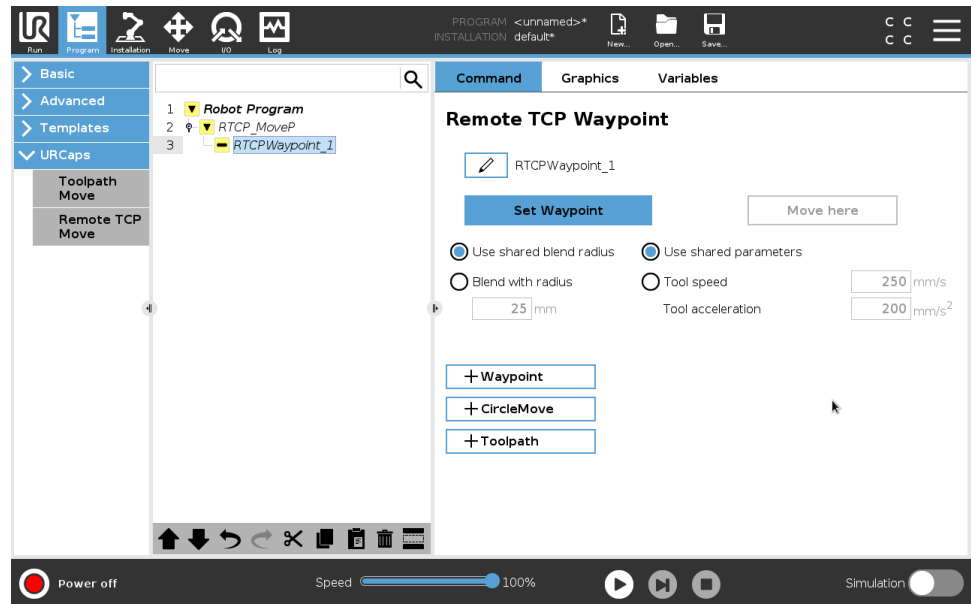 PROGRAM <unnamed>*
INSTALLATION default*
UR
Run
Program
Installation
Move
I/O
Log
New...
Open...
Save...
C C
C C
Basic
Advanced
Templates
URCaps
Toolpath
Move
Remote TCP
Move
1 Robot Program
2 RTCP_MoveP
3 RTCPWaypoint_1
Command Graphics Variables
Remote TCP Waypoint
RTCPWaypoint_1
Set Waypoint Move here
Use shared blend radius Use shared parameters
Blend with radius Tool speed 250 mm/s
25 mm Tool acceleration 200 mm/s²
+Waypoint
+CircleMove
+Toolpath
Power off Speed 100% Simulation